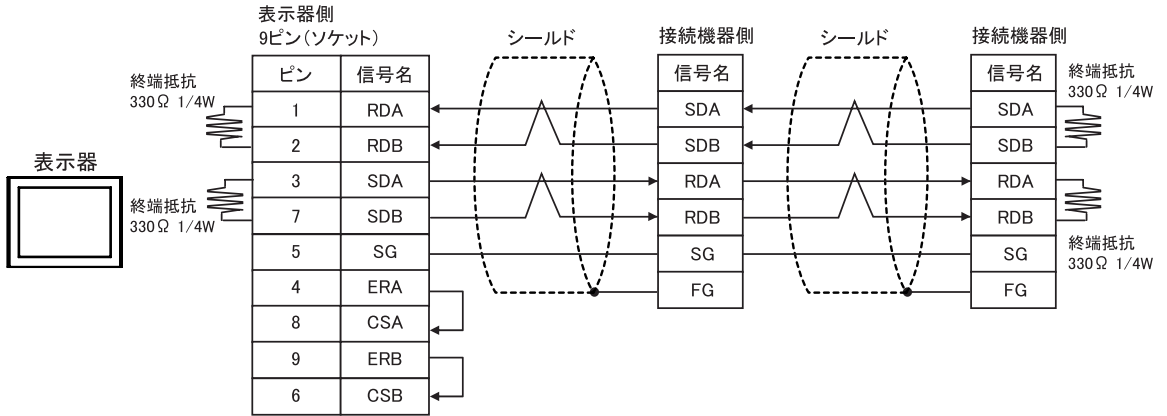 表示器側
9ピン(ソケット)
シールド
接続機器側
シールド
接続機器側
ピン 信号名
信号名
信号名
終端抵抗
330Ω 1/4W
終端抵抗
330Ω 1/4W
1 RDA
SDA
SDA
2 RDB
SDB
SDB
表示器
3 SDA
RDA
RDA
終端抵抗
330Ω 1/4W
7 SDB
RDB
RDB
終端抵抗
330Ω 1/4W
5 SG
SG
SG
4 ERA
FG
FG
8 CSA
9 ERB
6 CSB